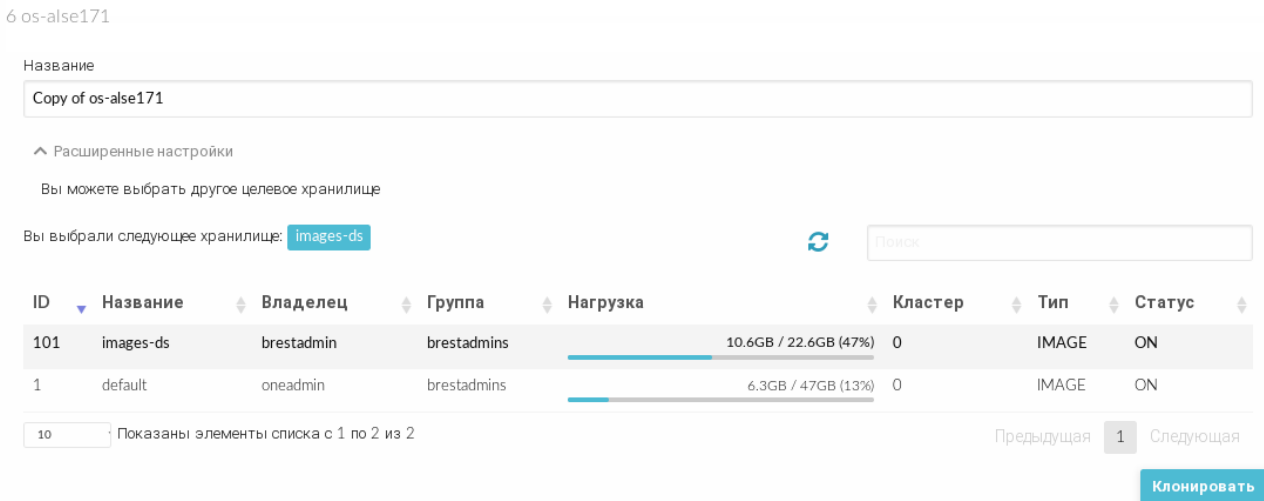 6 os-alse171
Название
Copy of os-alse171
Расширенные настройки
Вы можете выбрать другое целевое хранилище
Вы выбрали следующее хранилище: images-ds
Поиск
ID Название Владелец Группа Нагрузка Кластер Тип Статус
101 images-ds brestadmin brestadmins 10.6GB / 22.6GB (47%) 0 IMAGE ON
1 default oneadmin brestadmins 6.3GB / 47GB (13%) 0 IMAGE ON
10 Показаны элементы списка с 1 по 2 из 2 Предыдущая 1 Следующая
Клонировать